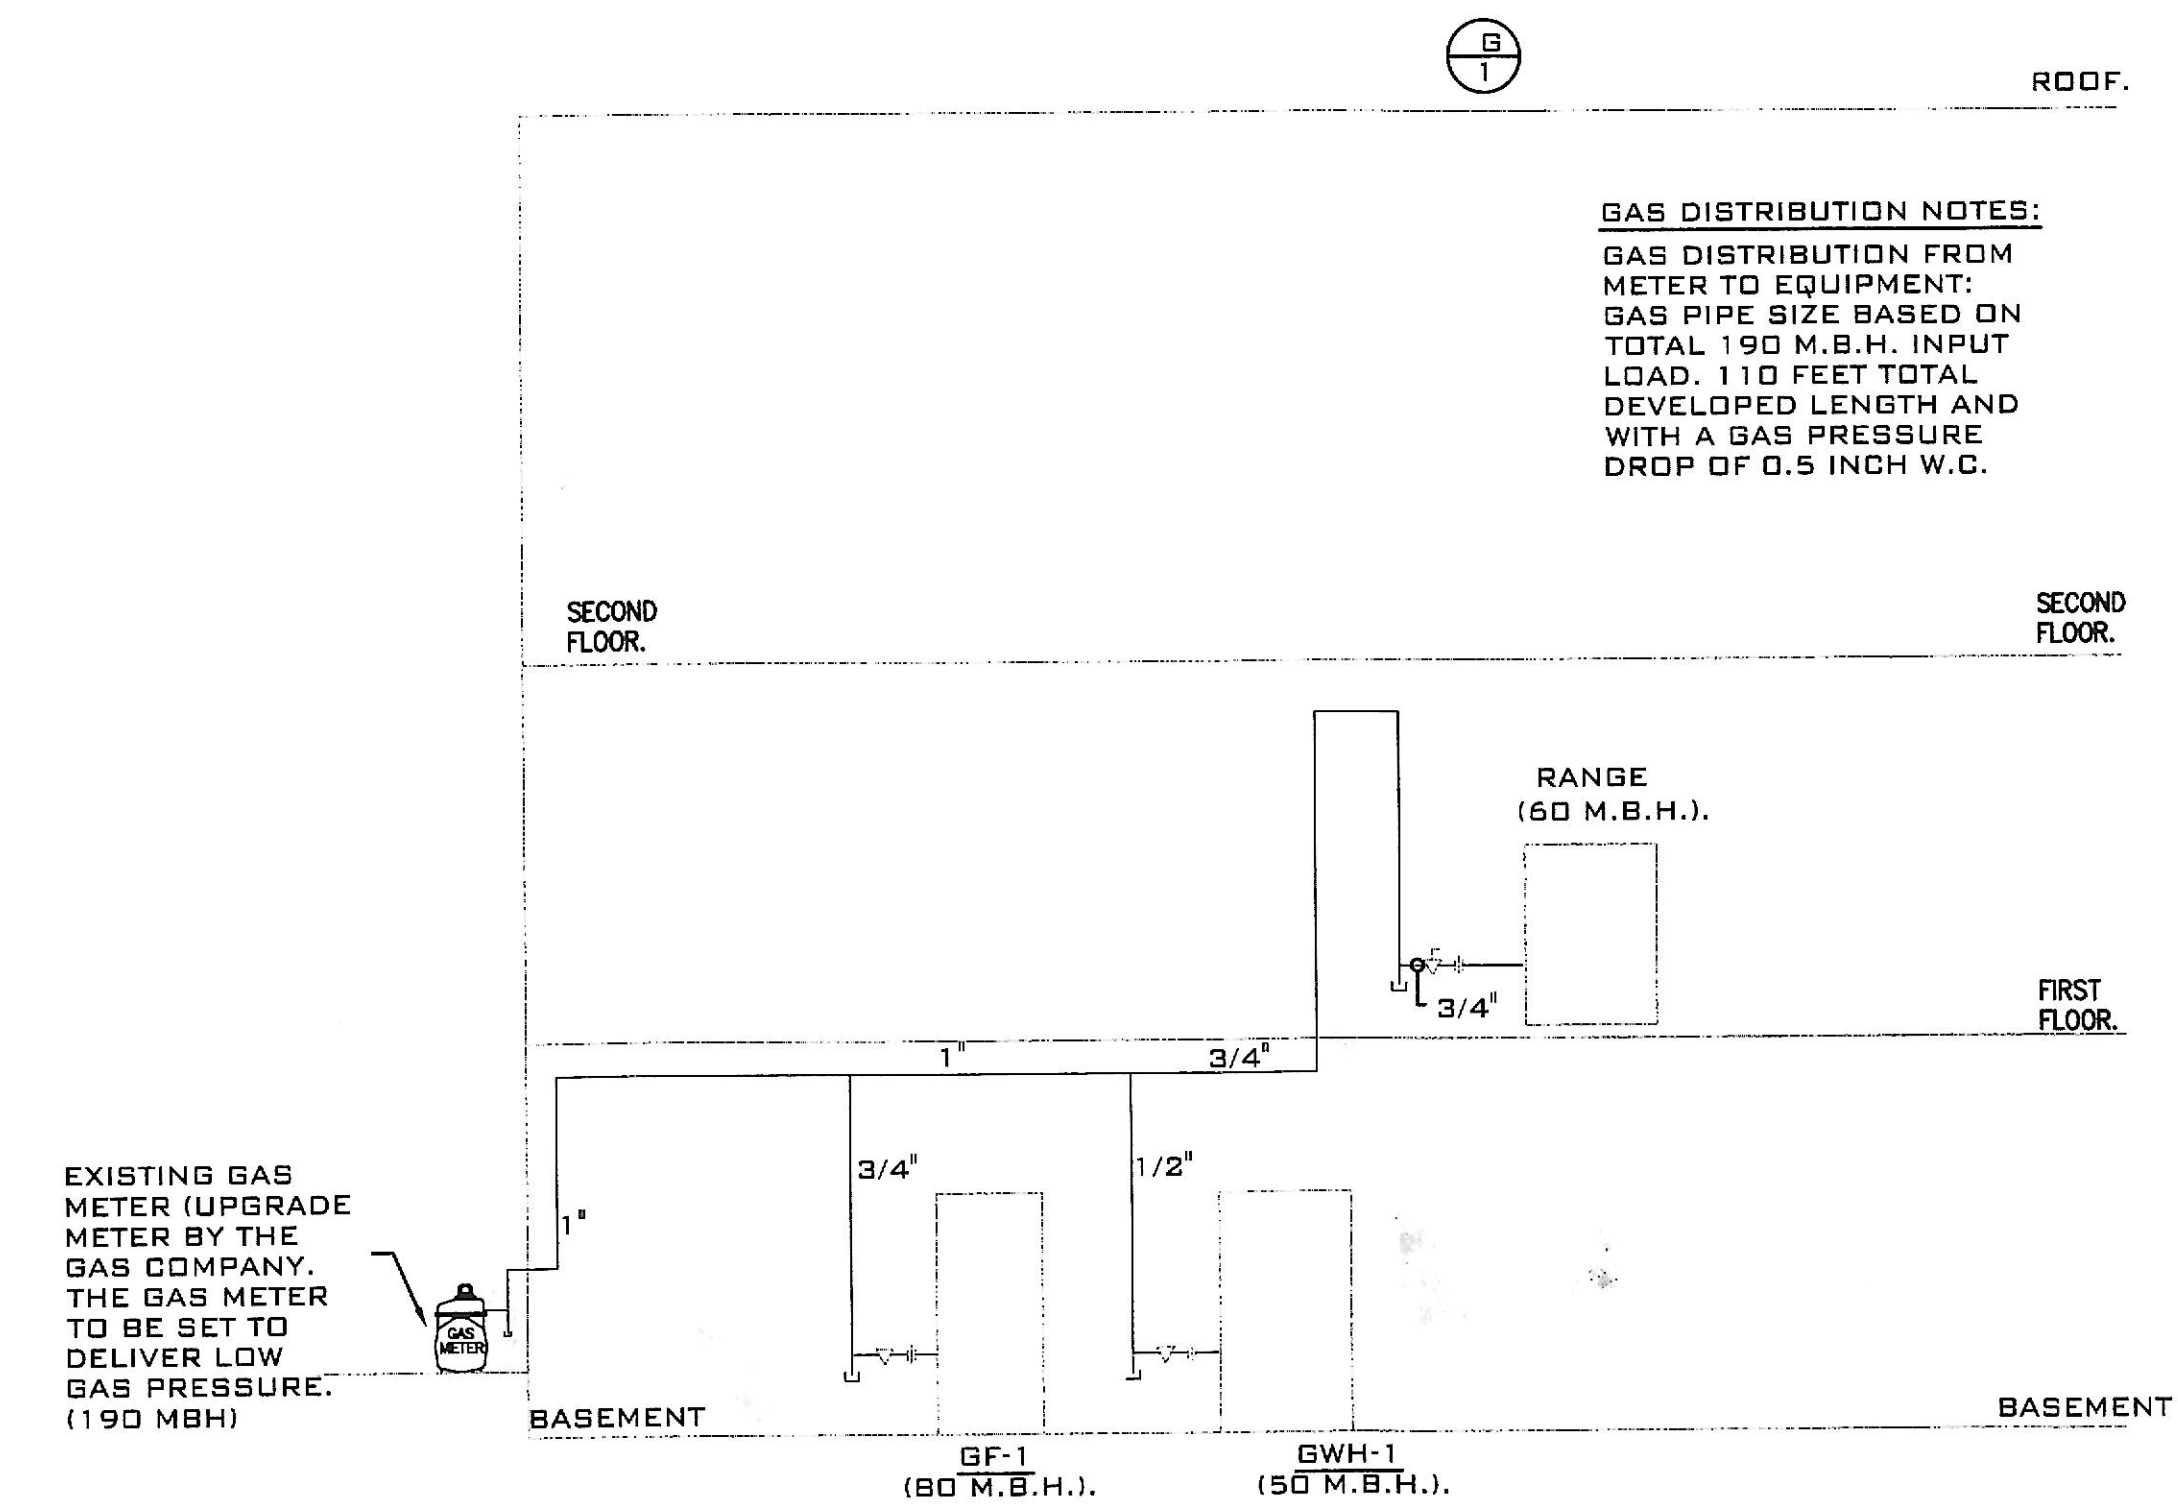 G
1
ROOF.
GAS DISTRIBUTION NOTES:
GAS DISTRIBUTION FROM
METER TO EQUIPMENT:
GAS PIPE SIZE BASED ON
TOTAL 190 M.B.H. INPUT
LOAD. 110 FEET TOTAL
DEVELOPED LENGTH AND
WITH A GAS PRESSURE
DROP OF 0.5 INCH W.C.
SECOND
FLOOR.
SECOND
FLOOR.
RANGE
(60 M.B.H.).
3/4"
FIRST
FLOOR.
1"
3/4"
3/4"
1/2"
1"
EXISTING GAS
METER (UPGRADE
METER BY THE
GAS COMPANY.
THE GAS METER
TO BE SET TO
DELIVER LOW
GAS PRESSURE.
(190 MBH)
GAS
METER
BASEMENT
BASEMENT
GF-1
(80 M.B.H.).
GWH-1
(50 M.B.H.).